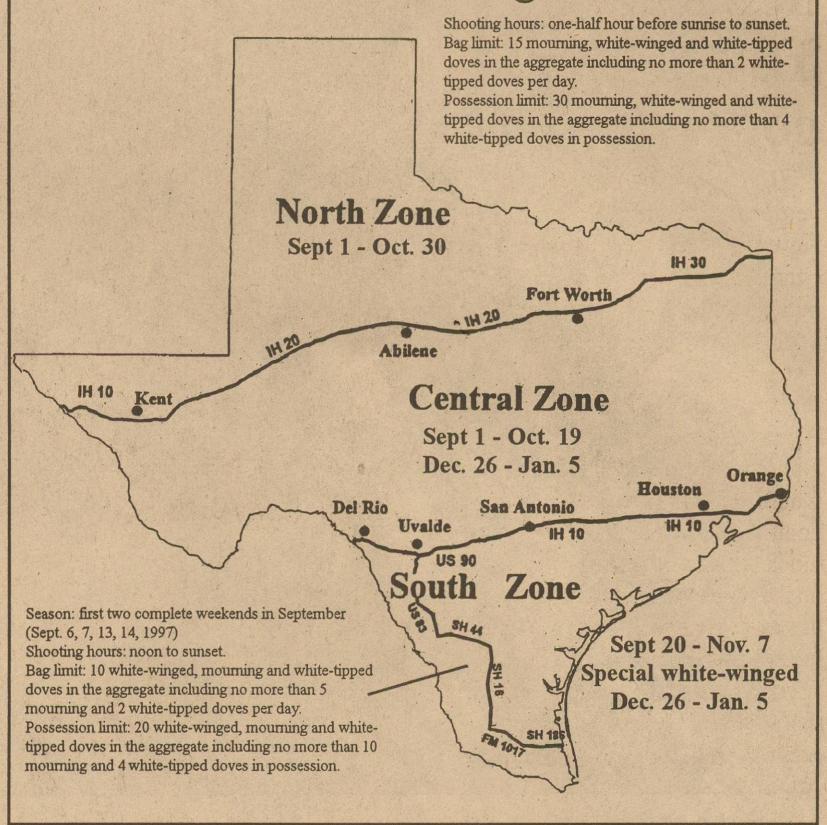 Shooting hours: one-half hour before sunrise to sunset.
Bag limit: 15 mourning, white-winged and white-tipped
doves in the aggregate including no more than 2 white-
tipped doves per day.
Possession limit: 30 mourning, white-winged and white-
tipped doves in the aggregate including no more than 4
white-tipped doves in possession.
North Zone
Sept 1 - Oct. 30
IH 30
Fort Worth
IH 20
IH 20
Abilene
IH 10
Kent
Central Zone
Sept 1 - Oct. 19
Dec. 26 - Jan. 5
Orange
Houston
Del Rio
San Antonio
Uvalde
IH 10
IH 10
US 90
South Zone
US 83
SH 44
SH 16
FM 1017
SH 186
Season: first two complete weekends in September
(Sept. 6, 7, 13, 14, 1997)
Shooting hours: noon to sunset.
Bag limit: 10 white-winged, mourning and white-tipped
doves in the aggregate including no more than 5
mourning and 2 white-tipped doves per day.
Possession limit: 20 white-winged, mourning and white-
tipped doves in the aggregate including no more than 10
mourning and 4 white-tipped doves in possession.
Sept 20 - Nov. 7
Special white-winged
Dec. 26 - Jan. 5